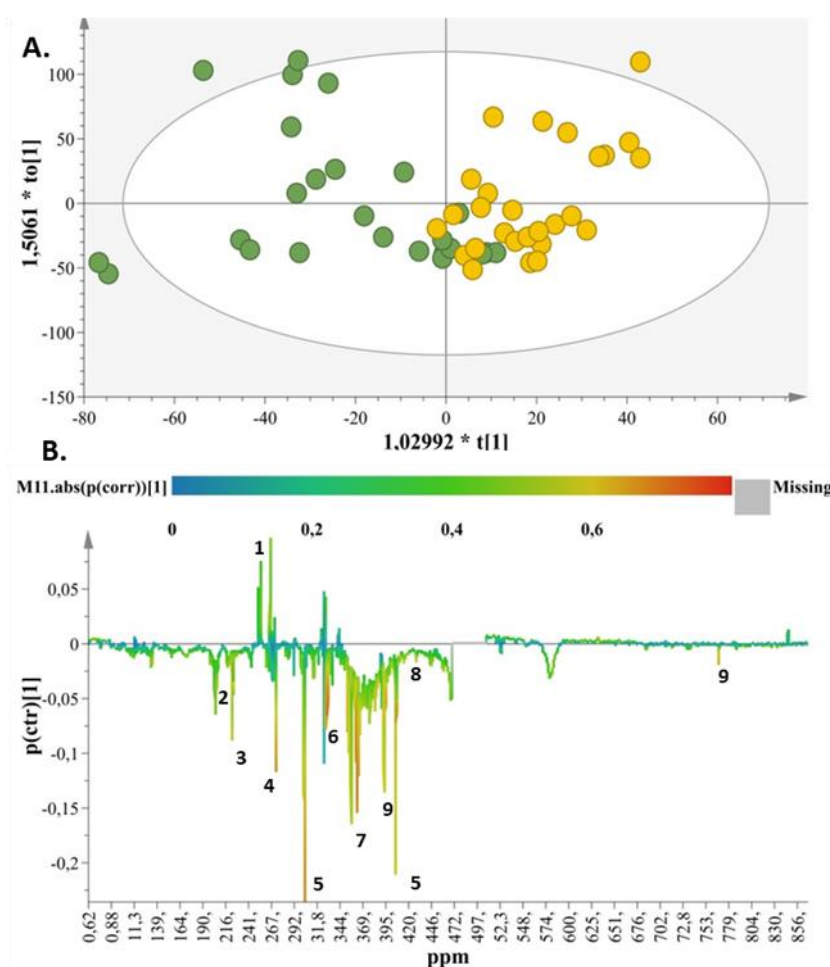 A.
100
50
0
-50
-100
-150
1,5061 * to[1]
-80 -60 -40 -20 0 20 40 60
1,02992 * t[1]
B.
M11.abs(p(corr))[1]
Missing
0 0,2 0,4 0,6
0,05
0
-0,05
-0,1
-0,15
-0,2
p(ctr)[1]
1
2
3
4
5
6
7
8
9
5
9
0,62 0,88 11,3 139, 164, 190, 216, 241, 267, 292, 31,8 344, 369, 395, 420, 446, 472, 497, 52,3 574, 600, 625, 651, 676, 702, 72,8 753, 779, 804, 830, 856,
ppm